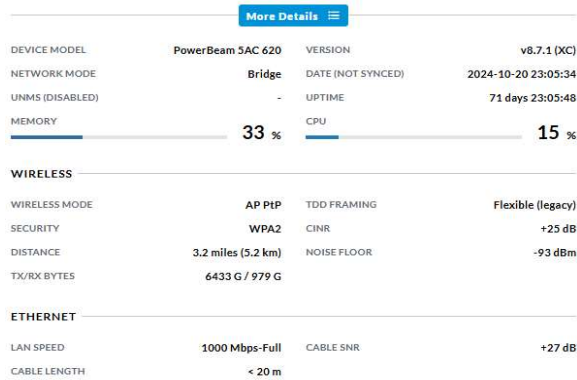 More Details
DEVICE MODEL PowerBeam 5AC 620 VERSION v8.7.1 (XC)
NETWORK MODE Bridge DATE (NOT SYNCED) 2024-10-20 23:05:34
UNMS (DISABLED) - UPTIME 71 days 23:05:48
MEMORY 33 % CPU 15 %
WIRELESS
WIRELESS MODE AP PtP TDD FRAMING Flexible (legacy)
SECURITY WPA2 CINR +25 dB
DISTANCE 3.2 miles (5.2 km) NOISE FLOOR -93 dBm
TX/RX BYTES 6433 G / 979 G
ETHERNET
LAN SPEED 1000 Mbps-Full CABLE SNR +27 dB
CABLE LENGTH < 20 m